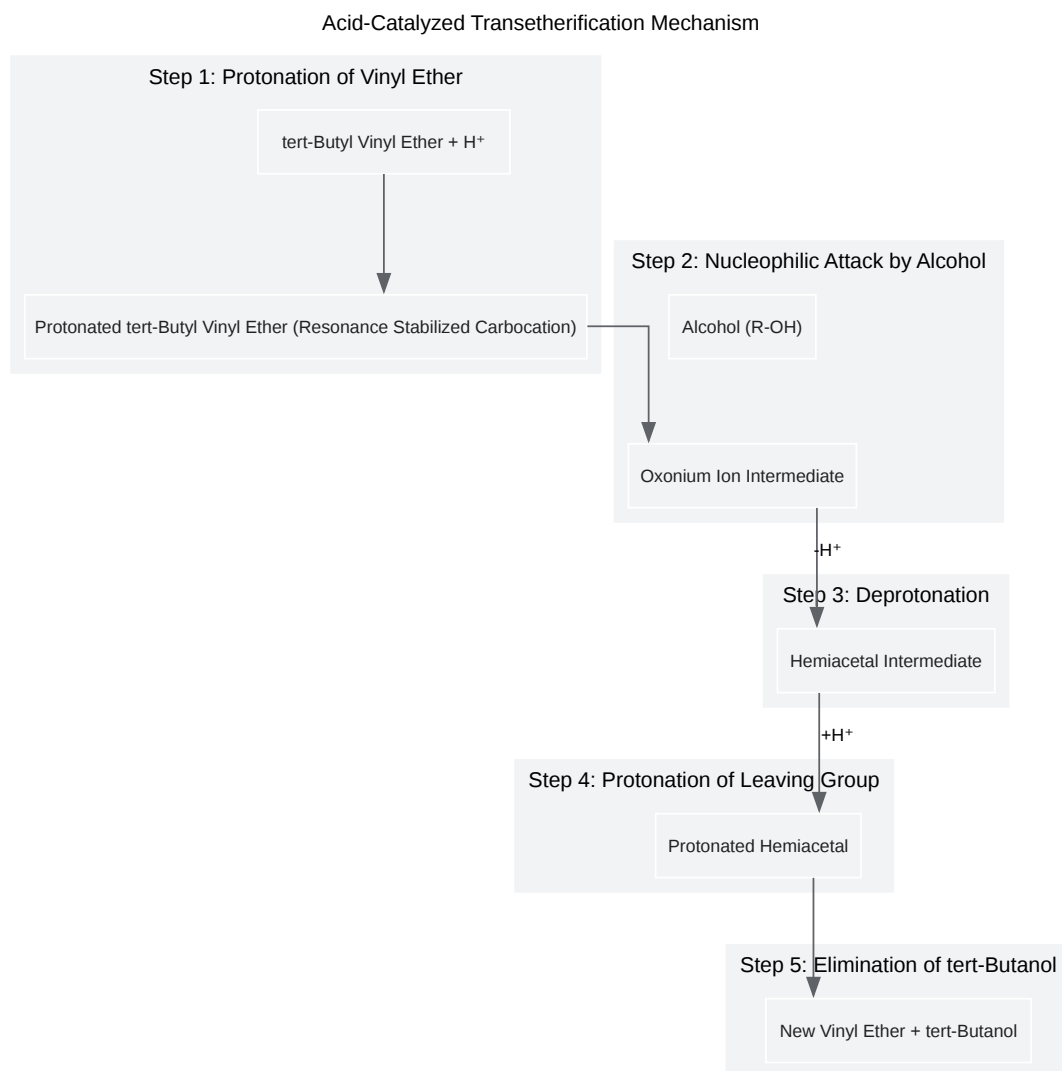 Acid-Catalyzed Transetherification Mechanism
Step 1: Protonation of Vinyl Ether
tert-Butyl Vinyl Ether + H⁺
Protonated tert-Butyl Vinyl Ether (Resonance Stabilized Carbocation)
Step 2: Nucleophilic Attack by Alcohol
Alcohol (R-OH)
Oxonium Ion Intermediate
-H⁺
Step 3: Deprotonation
Hemiacetal Intermediate
+H⁺
Step 4: Protonation of Leaving Group
Protonated Hemiacetal
Step 5: Elimination of tert-Butanol
New Vinyl Ether + tert-Butanol